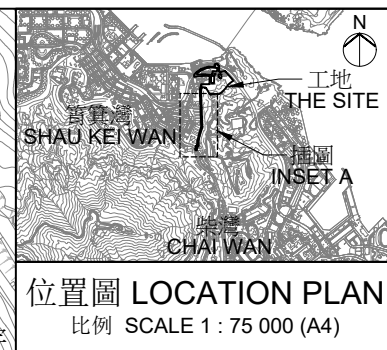 N
工地
THE SITE
筲箕灣
SHAU KEI WAN
插圖
INSET A
柴灣
CHAI WAN
位置圖 LOCATION PLAN
比例 SCALE 1 : 75 000 (A4)